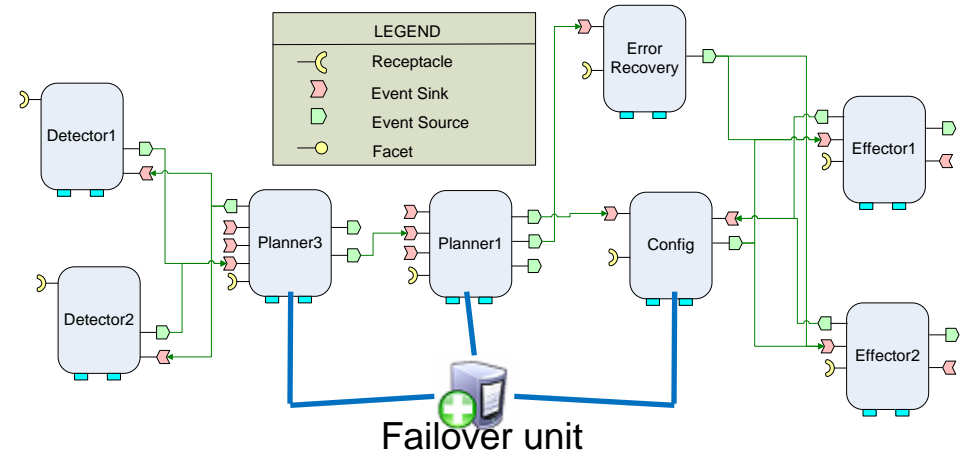 LEGEND
Receptacle
Event Sink
Event Source
Facet
Error
Recovery
Detector1
Effector1
Planner3
Planner1
Config
Detector2
Effector2
Failover unit